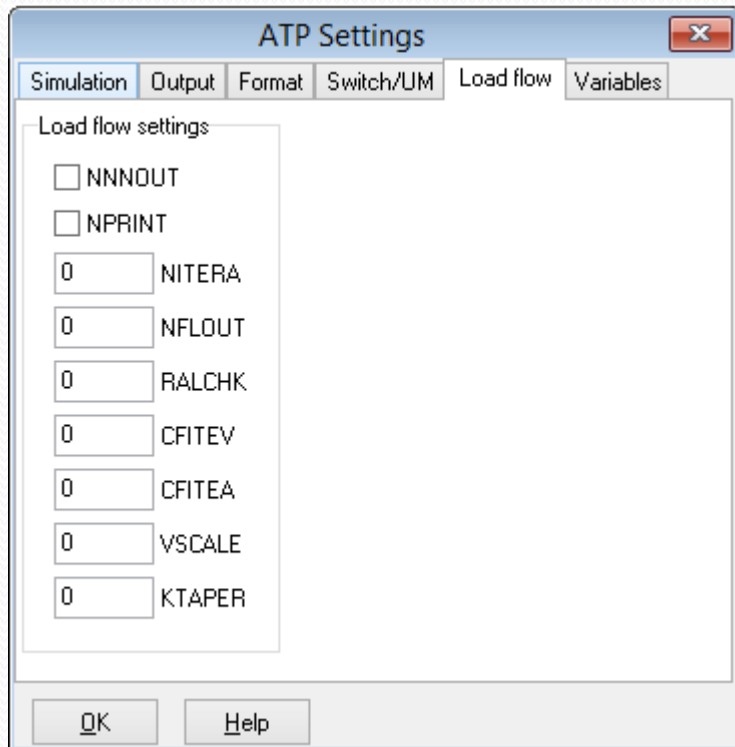 ATP Settings
Simulation Output Format Switch/UM Load flow Variables
Load flow settings
NNNOUT
NPRINT
0 NITERA
0 NFLOUT
0 RALCHK
0 CFITEV
0 CFITEA
0 VSCALE
0 KTAPER
OK Help